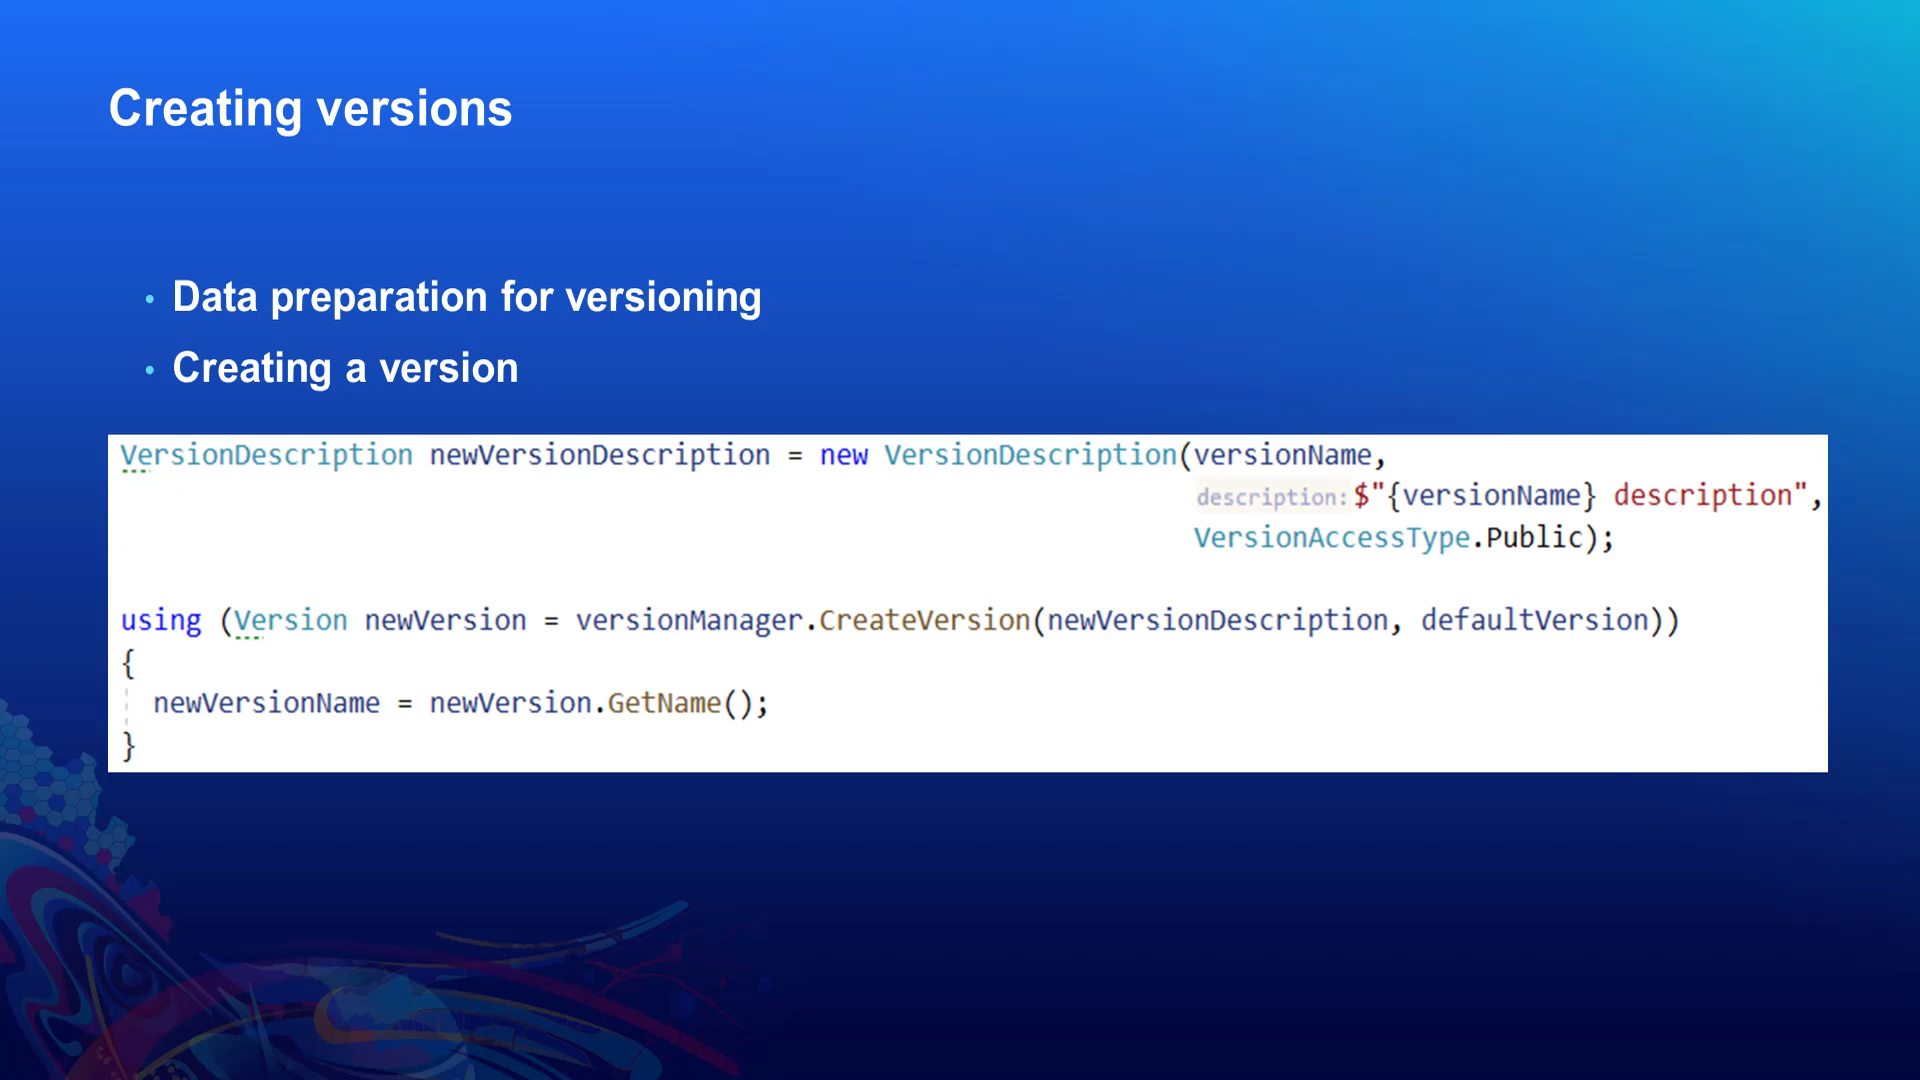 Creating versions
• Data preparation for versioning
• Creating a version
VersionDescription newVersionDescription = new VersionDescription(versionName,
description: $"{versionName} description",
VersionAccessType.Public);
using (Version newVersion = versionManager.CreateVersion(newVersionDescription, defaultVersion))
{
newVersionName = newVersion.GetName();
}